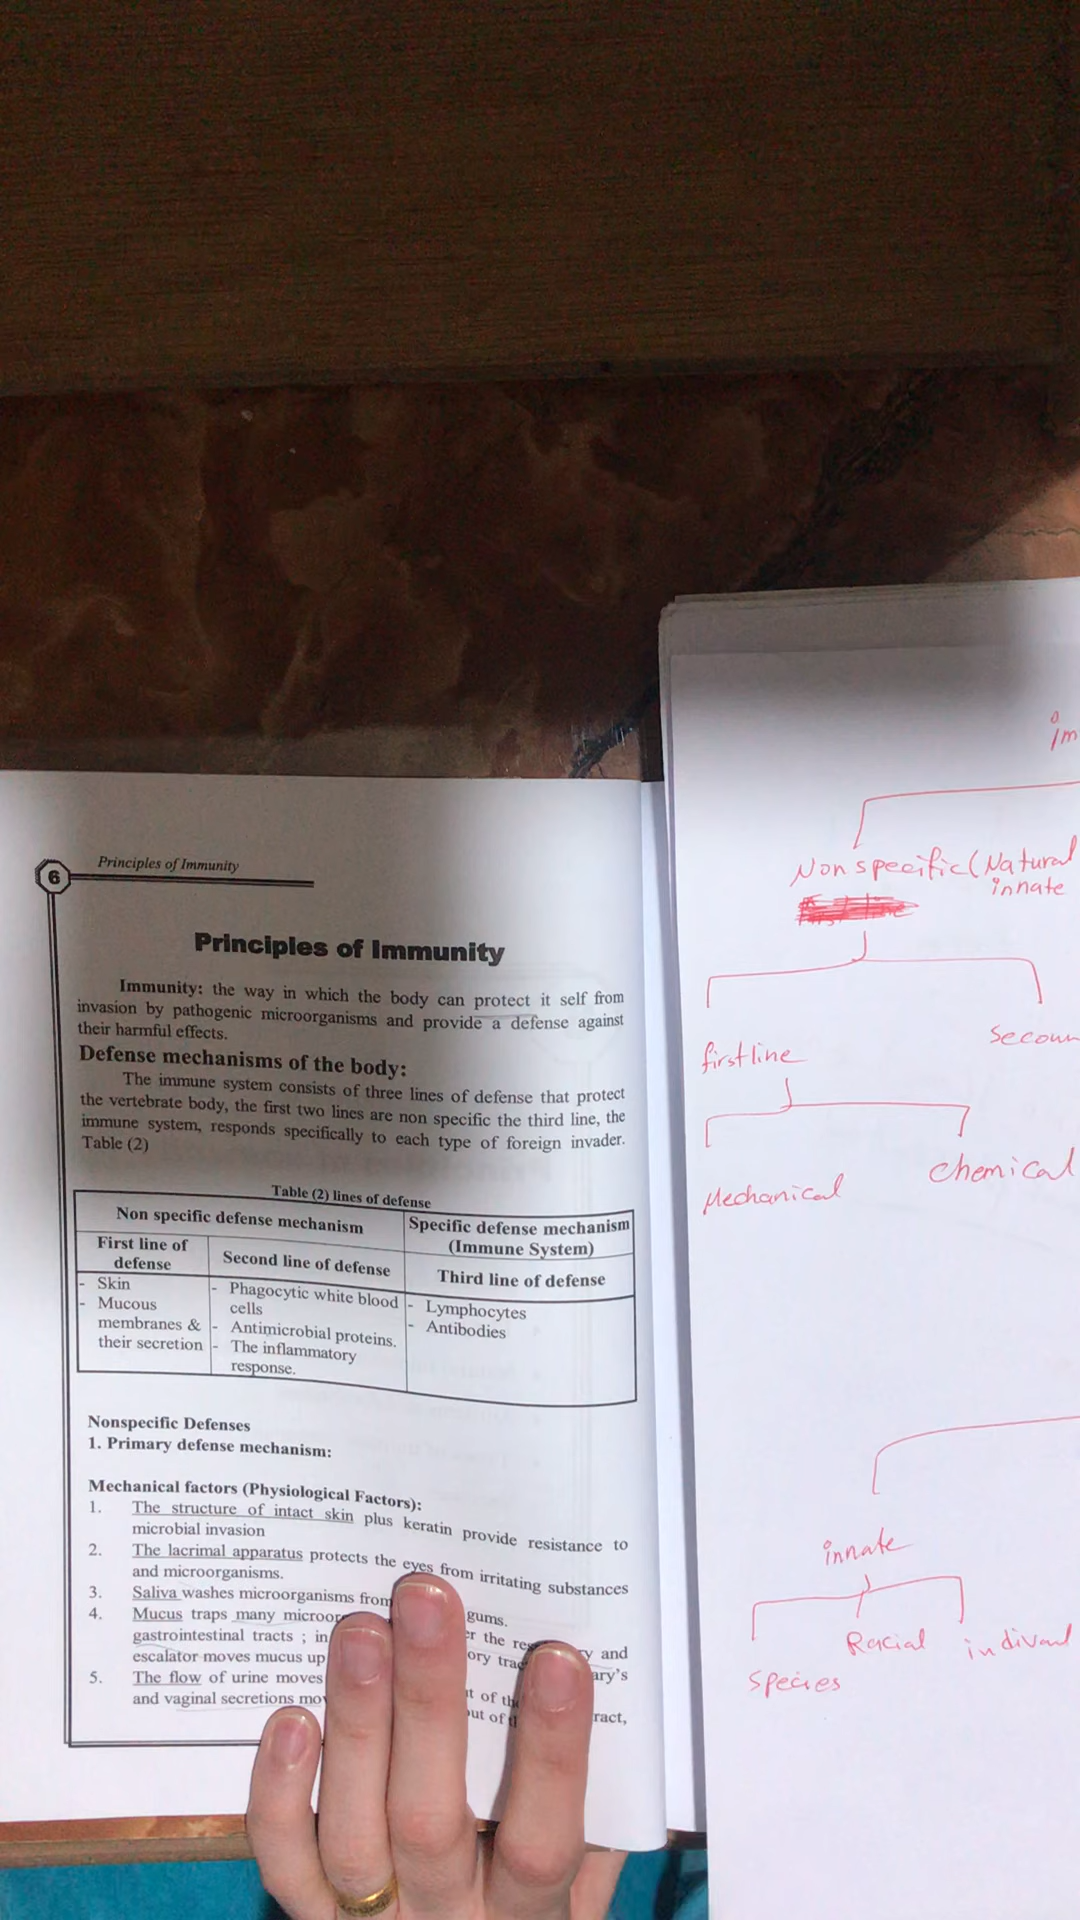 6
Principles of Immunity
Principles of Immunity
Immunity: the way in which the body can protect it self from
invasion by pathogenic microorganisms and provide a defense against
their harmful effects.
Defense mechanisms of the body:
The immune system consists of three lines of defense that protect
the vertebrate body, the first two lines are non specific the third line, the
immune system, responds specifically to each type of foreign invader.
Table (2)
Table (2) lines of defense
Non specific defense mechanism
Specific defense mechanism
(Immune System)
First line of
defense
Second line of defense
Third line of defense
- Skin
- Mucous
membranes &
their secretion
- Phagocytic white blood
cells
- Antimicrobial proteins.
- The inflammatory
response.
- Lymphocytes
- Antibodies
Nonspecific Defenses
1. Primary defense mechanism:
Mechanical factors (Physiological Factors):
1. The structure of intact skin plus keratin provide resistance to
microbial invasion
2. The lacrimal apparatus protects the eyes from irritating substances
and microorganisms.
3. Saliva washes microorganisms from gums.
4. Mucus traps many the and
gastrointestinal tracts ; in
escalator moves mucus up
5. The flow of urine moves of
and vaginal secretions of
Nonspecific (Natural
innate
first line
Mechanical
chemical
innate
Species
Racial